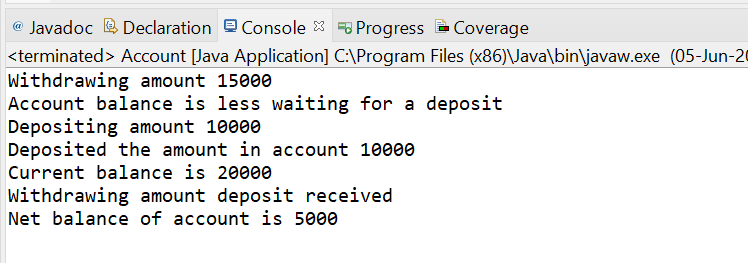 @ Javadoc Declaration Console Progress Coverage
<terminated> Account [Java Application] C:\Program Files (x86)\Java\bin\javaw.exe (05-Jun-20
Withdrawing amount 15000
Account balance is less waiting for a deposit
Depositing amount 10000
Deposited the amount in account 10000
Current balance is 20000
Withdrawing amount deposit received
Net balance of account is 5000